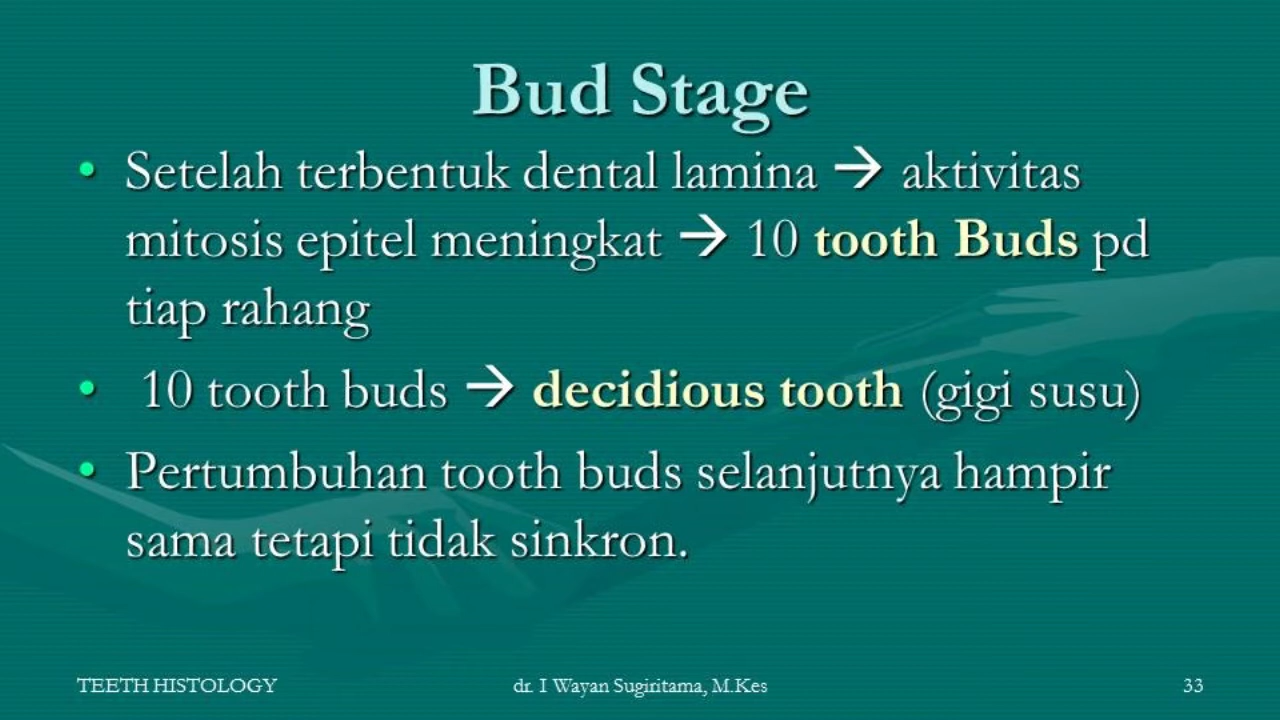 Bud Stage
• Setelah terbentuk dental lamina → aktivitas
mitosis epitel meningkat → 10 tooth Buds pd
tiap rahang
• 10 tooth buds → decidious tooth (gigi susu)
• Pertumbuhan tooth buds selanjutnya hampir
sama tetapi tidak sinkron.
TEETH HISTOLOGY dr. I Wayan Sugiritama, M.Kes 33